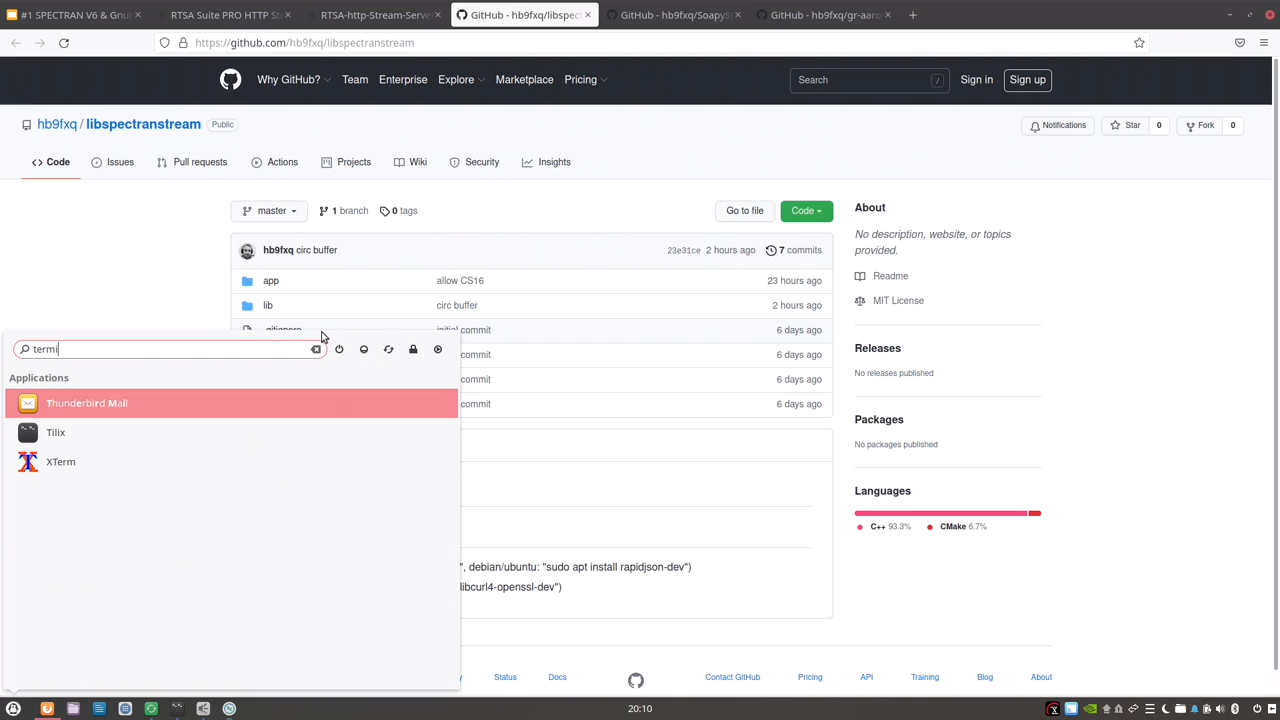 #1 SPECTRAN V6 & Gnu
RTSA Suite PRO HTTP St
RTSA-http-Stream-Serve
GitHub - hb9fxq/libspect
GitHub - hb9fxq/SoapyS
GitHub - hb9fxq/gr-aaro
https://github.com/hb9fxq/libspectranstream
Why GitHub? Team Enterprise Explore Marketplace Pricing Search / Sign in Sign up
hb9fxq / libspectranstream Public Notifications Star 0 Fork 0
Code Issues Pull requests Actions Projects Wiki Security Insights
master 1 branch 0 tags Go to file Code
hb9fxq circ buffer 23e31ce 2 hours ago 7 commits
app allow CS16 23 hours ago
lib circ buffer 2 hours ago
.gitignore initial commit 6 days ago
commit 6 days ago
commit 6 days ago
commit 6 days ago
", debian/ubuntu: "sudo apt install rapidjson-dev")
libcurl4-openssl-dev")
About
No description, website, or topics
provided.
Readme
MIT License
Releases
No releases published
Packages
No packages published
Languages
C++ 93.3% CMake 6.7%
termi
Applications
Thunderbird Mail
Tilix
XTerm
Status Docs Contact GitHub Pricing API Training Blog About
20:10